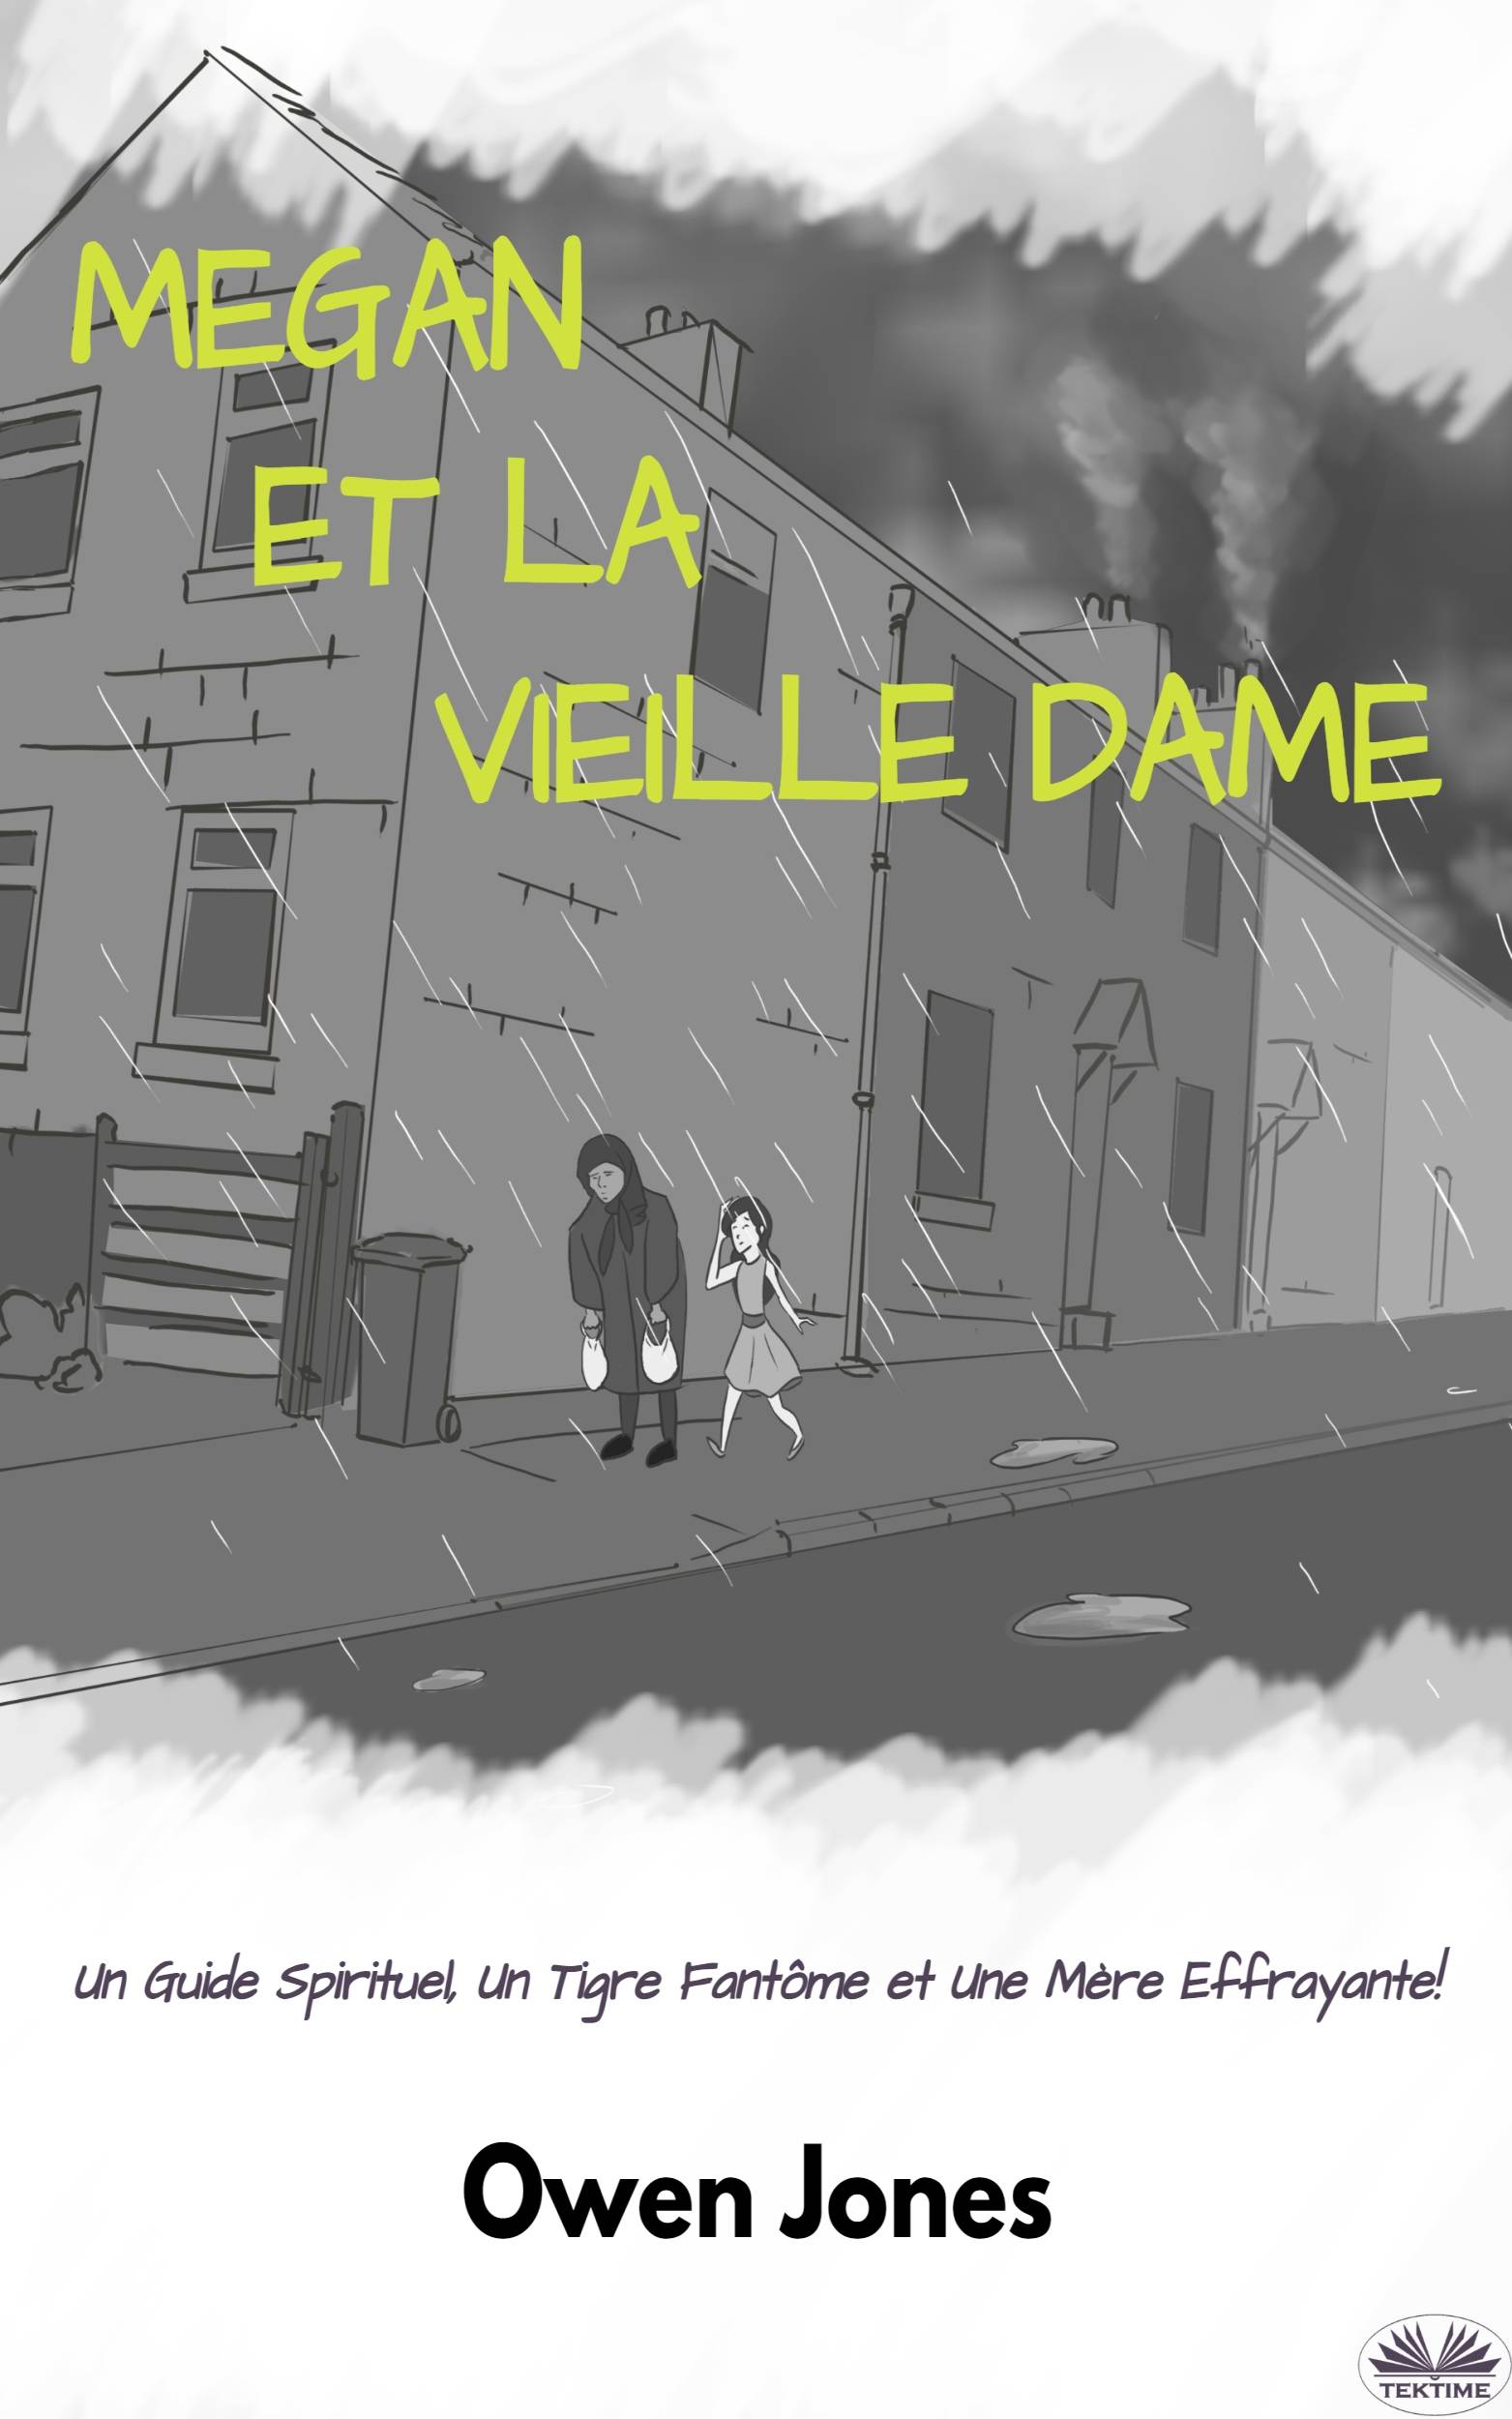 MEGAN
ET LA
VIEILLE DAME
Un Guide Spirituel, Un Tigre Fantôme et Une Mère Effrayante!
Owen Jones
TEKTIME